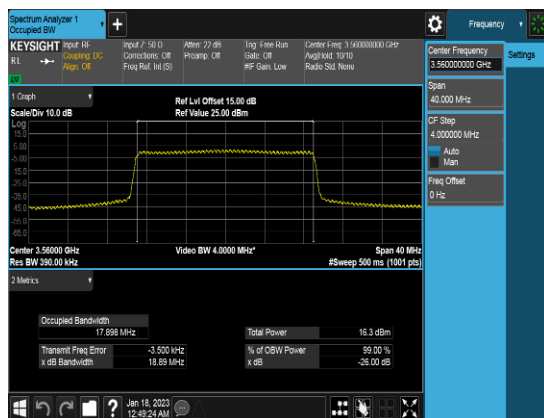 Spectrum Analyzer 1
Occupied BW
+
Frequency
KEYSIGHT
RL
LV
Input: RF
Coupling: DC
Align: Off
Input Z: 50 Ω
Corrections: Off
Freq Ref: Int (S)
Atten: 22 dB
Preamp: Off
Trig: Free Run
Gate: Off
#IF Gain: Low
Center Freq: 3.560000000 GHz
Avg|Hold: 10/10
Radio Std: None
Center Frequency
3.560000000 GHz
Settings
Span
40.000 MHz
CF Step
4.000000 MHz
Auto
Man
Freq Offset
0 Hz
1 Graph
Scale/Div 10.0 dB
Ref Lvl Offset 15.00 dB
Ref Value 25.00 dBm
Log
15.0
5.00
-5.00
-15.0
-25.0
-35.0
-45.0
-55.0
-65.0
Center 3.56000 GHz
Res BW 390.00 kHz
Video BW 4.0000 MHz*
Span 40 MHz
#Sweep 500 ms (1001 pts)
2 Metrics
Occupied Bandwidth
17.898 MHz
Total Power 16.3 dBm
Transmit Freq Error -3.500 kHz
% of OBW Power 99.00 %
x dB Bandwidth 18.89 MHz
x dB -26.00 dB
?
Jan 18, 2023
12:49:24 AM